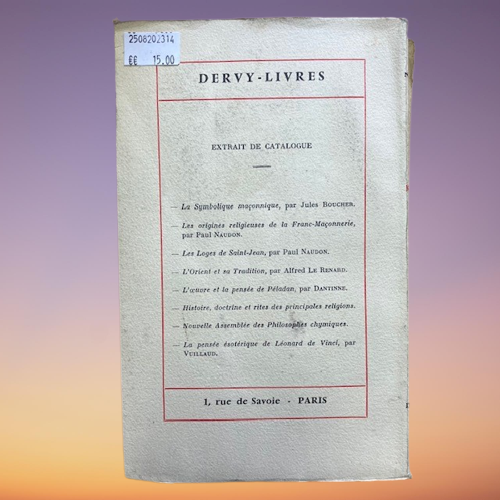 2508202314
€€ 15.00
DERVY-LIVRES
EXTRAIT DE CATALOGUE
— La Symbolique maçonnique, par Jules BOUCHER.
— Les origines religieuses de la Franc-Maçonnerie,
par Paul NAUDON.
— Les Loges de Saint-Jean, par Paul NAUDON.
— L'Orient et sa Tradition, par Alfred LE RENARD.
— L'œuvre et la pensée de Péladan, par DANTINNE.
— Histoire, doctrine et rites des principales religions.
— Nouvelle Assemblée des Philosophes chymiques.
— La pensée ésotérique de Léonard de Vinci, par
VUILLAUD.
1, rue de Savoie - PARIS